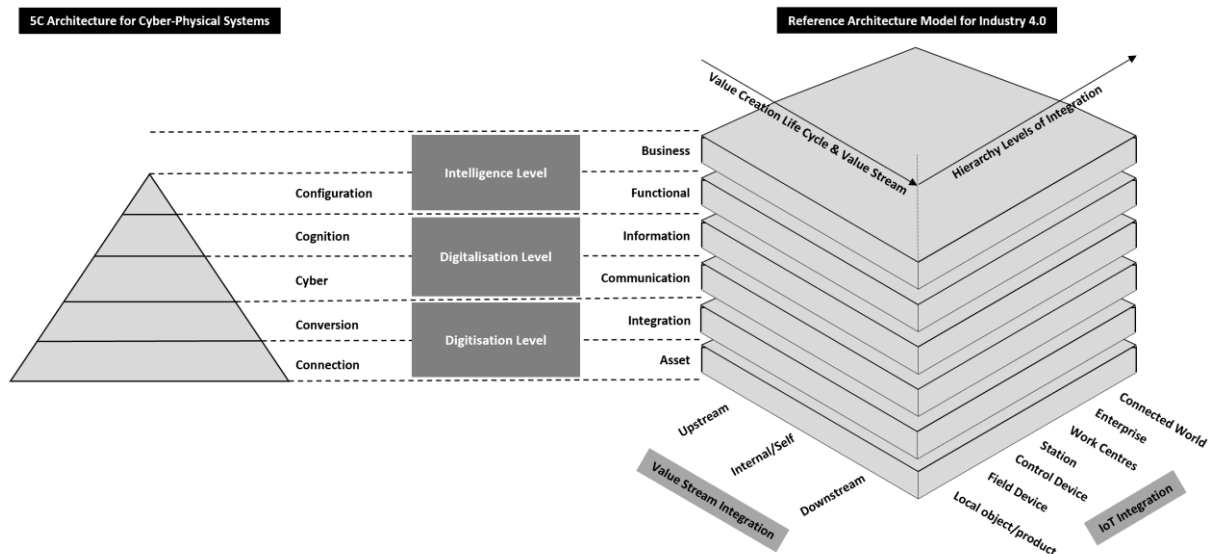 5C Architecture for Cyber-Physical Systems
Reference Architecture Model for Industry 4.0
Value Creation Life Cycle & Value Stream
Hierarchy Levels of Integration
Business
Intelligence Level
Configuration
Functional
Cognition
Information
Digitalisation Level
Cyber
Communication
Conversion
Integration
Digitisation Level
Connection
Asset
Upstream
Internal/Self
Downstream
Value Stream Integration
Connected World
Enterprise
Work Centres
Station
Control Device
Field Device
Local object/product
IoT Integration